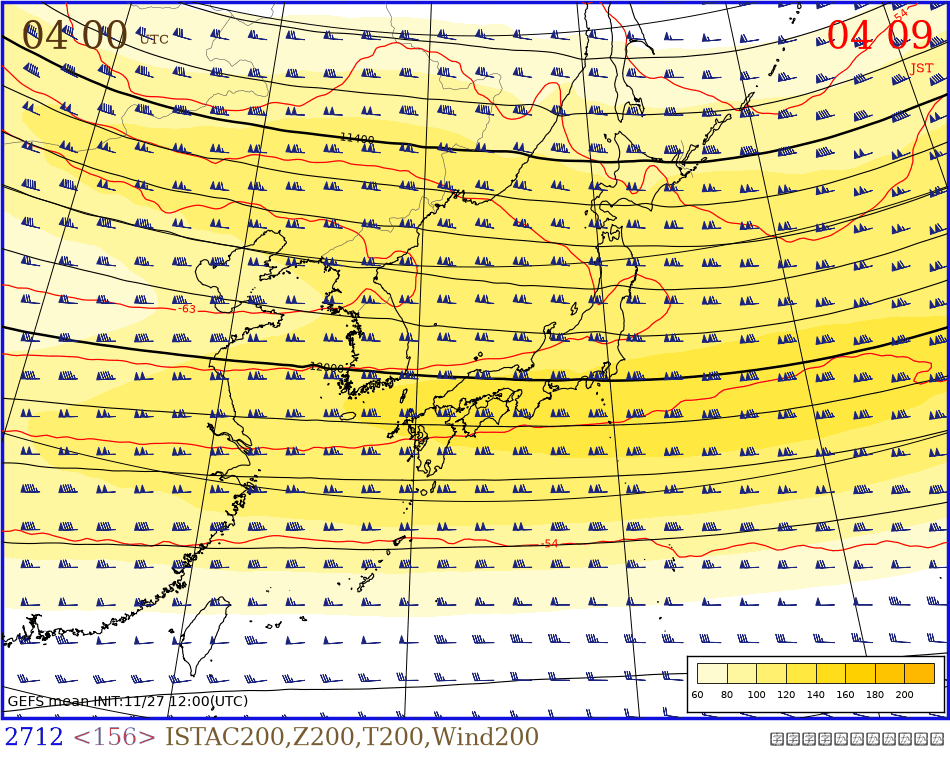 04 00 UTC
04 09 JST
-54
11400
-63
12000
-54
60 80 100 120 140 160 180 200
GEFS mean INIT:11/27 12:00(UTC)
2712 <156> ISTAC200,Z200,T200,Wind200